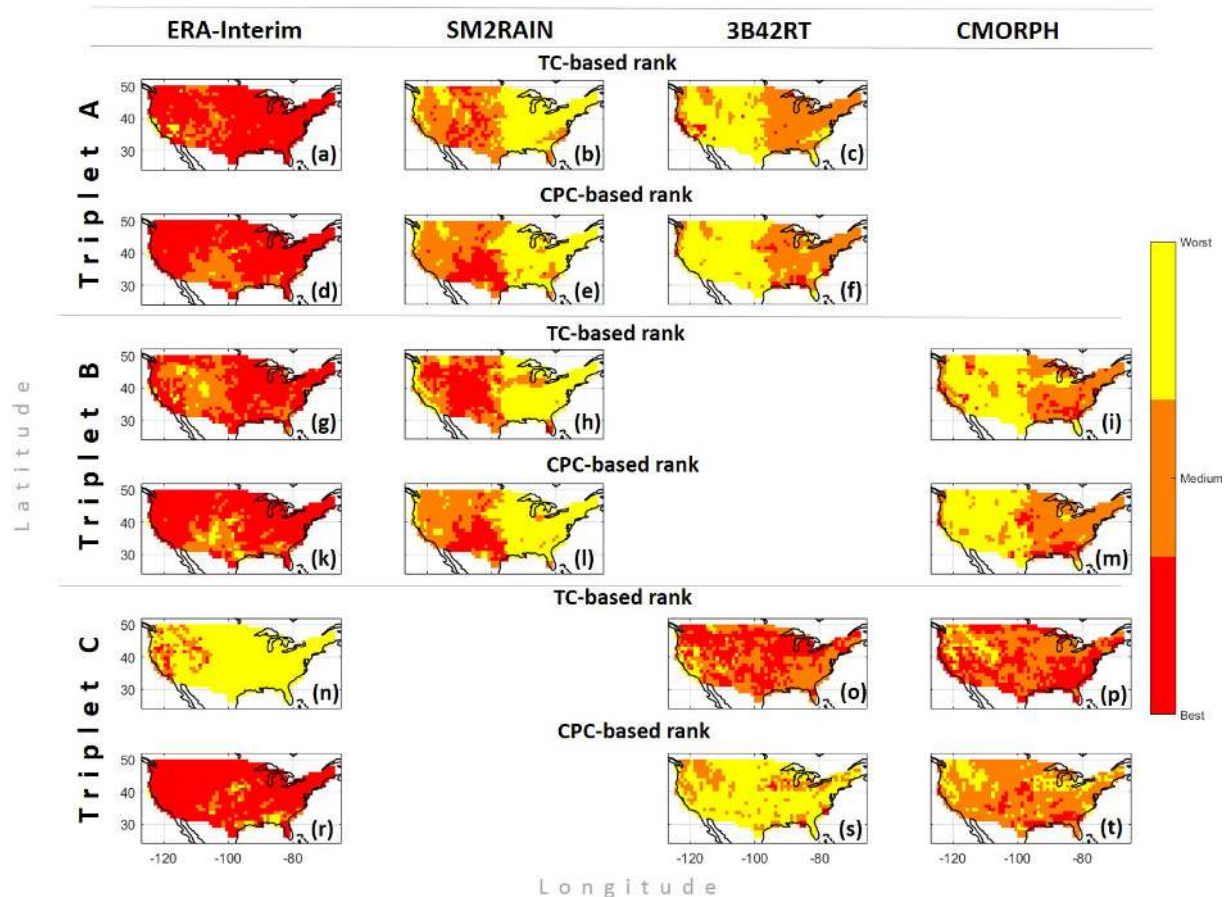 ERA-Interim SM2RAIN 3B42RT CMORPH
Triplet A
TC-based rank
50
40
30
(a) (b) (c)
CPC-based rank
50
40
30
(d) (e) (f)
Triplet B
TC-based rank
50
40
30
(g) (h) (i)
CPC-based rank
50
40
30
(k) (l) (m)
Triplet C
TC-based rank
50
40
30
(n) (o) (p)
CPC-based rank
50
40
30
(r) (s) (t)
-120 -100 -80 -120 -100 -80 -120 -100 -80
Latitude
Longitude
Worst
Medium
Best